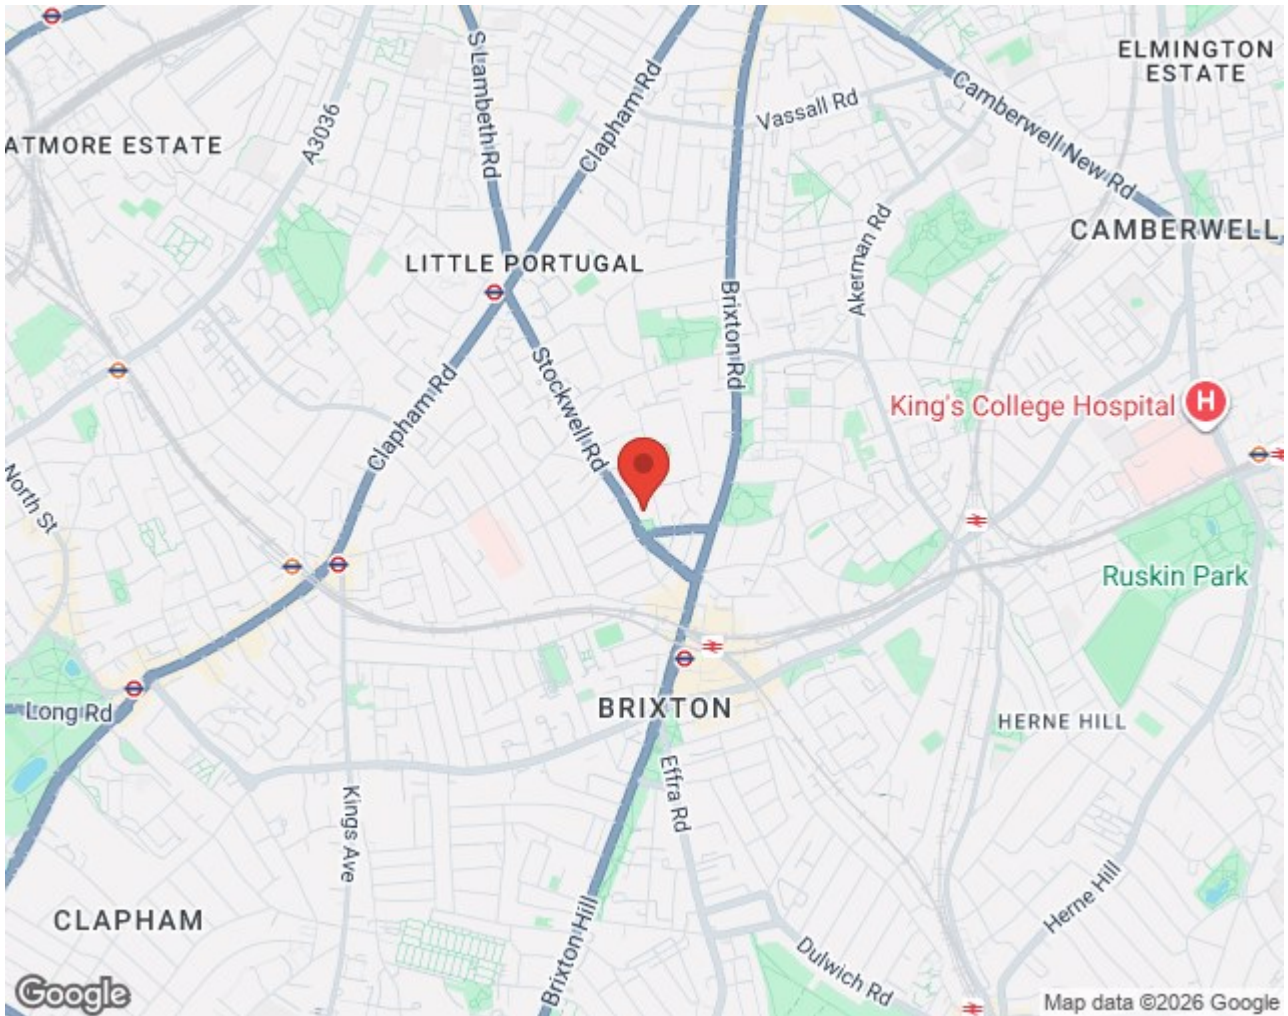 ELMINGTON
ESTATE
S Lambeth Rd
Clapham Rd
Vassall Rd
Camberwell New Rd
A3036
ATMORE ESTATE
Akerman Rd
CAMBERWELL
LITTLE PORTUGAL
Brixton Rd
Stockwell Rd
Clapham Rd
King's College Hospital
H
North St
Ruskin Park
Long Rd
BRIXTON
HERNE HILL
Effra Rd
Kings Ave
Herne Hill
CLAPHAM
Brixton Hill
Dulwich Rd
Google
Map data ©2026 Google